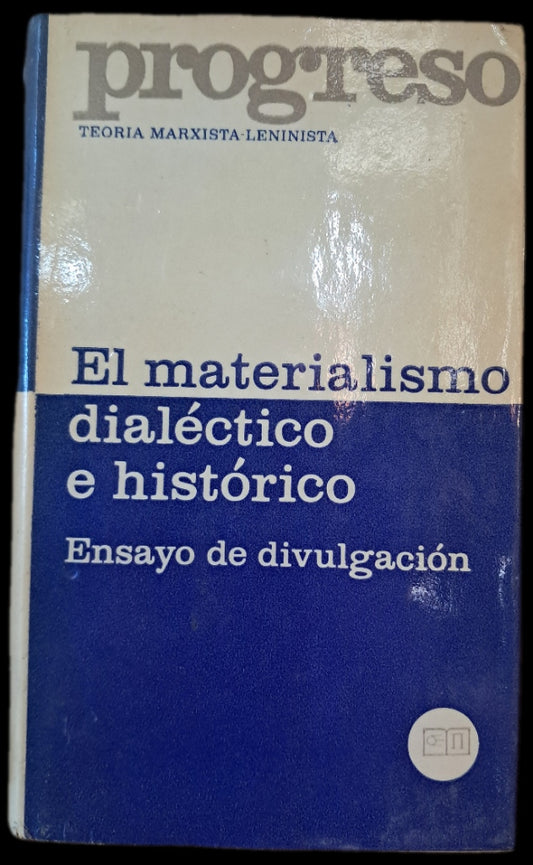 progreso
TEORIA MARXISTA-LENINISTA
El materialismo
dialéctico
e histórico
Ensayo de divulgación